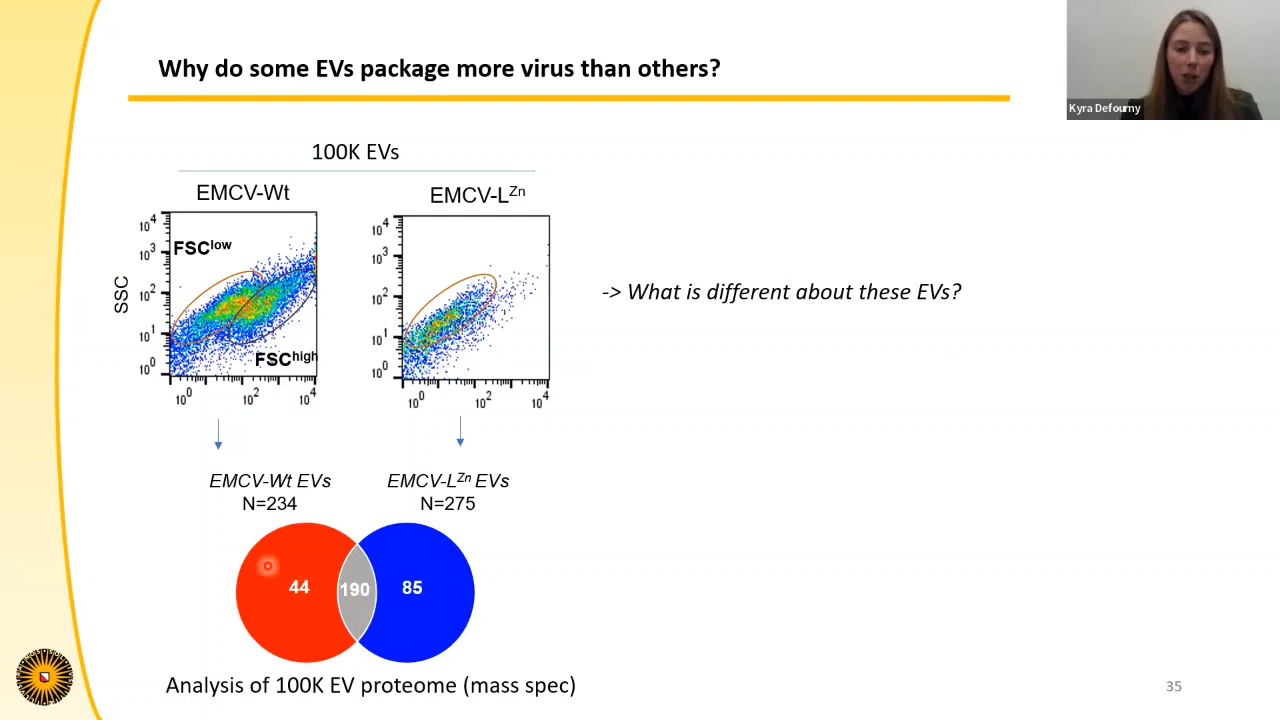 Why do some EVs package more virus than others?
Kyra Defourny
100K EVs
EMCV-Wt
EMCV-L^Zn
10^4
10^3
10^2
10^1
10^0
SSC
FSC^low
FSC^high
10^0 10^2 10^4
10^4
10^3
10^2
10^1
10^0
10^0 10^2 10^4
-> What is different about these EVs?
EMCV-Wt EVs
N=234
EMCV-L^Zn EVs
N=275
44 190 85
Analysis of 100K EV proteome (mass spec)
35